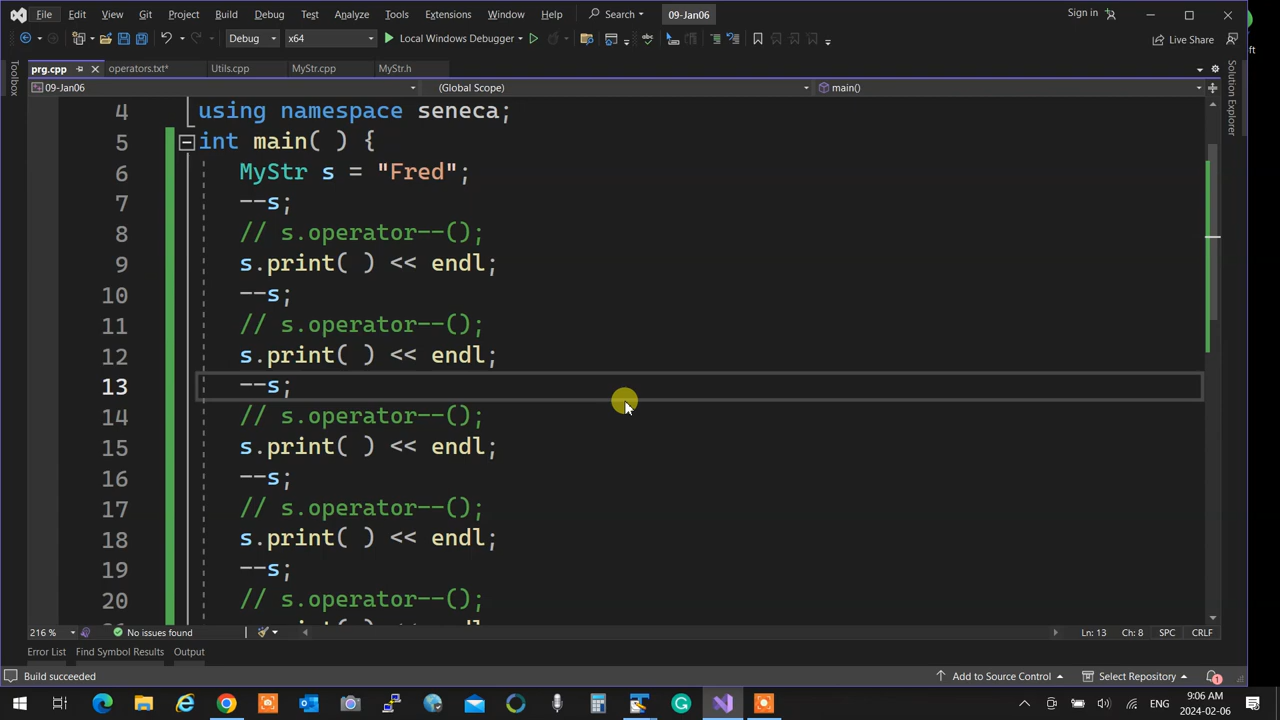 File Edit View Git Project Build Debug Test Analyze Tools Extensions Window Help Search 09-Jan06 Sign in
Debug x64 Local Windows Debugger Live Share
Toolbox
prg.cpp operators.txt* Utils.cpp MyStr.cpp MyStr.h
09-Jan06 (Global Scope) main()
Solution Explorer
4 using namespace seneca;
5 int main( ) {
6 MyStr s = "Fred";
7 --s;
8 // s.operator--();
9 s.print( ) << endl;
10 --s;
11 // s.operator--();
12 s.print( ) << endl;
13 --s;
14 // s.operator--();
15 s.print( ) << endl;
16 --s;
17 // s.operator--();
18 s.print( ) << endl;
19 --s;
20 // s.operator--();
216 % No issues found Ln: 13 Ch: 8 SPC CRLF
Error List Find Symbol Results Output
Build succeeded Add to Source Control Select Repository 1
ENG 9:06 AM
2024-02-06